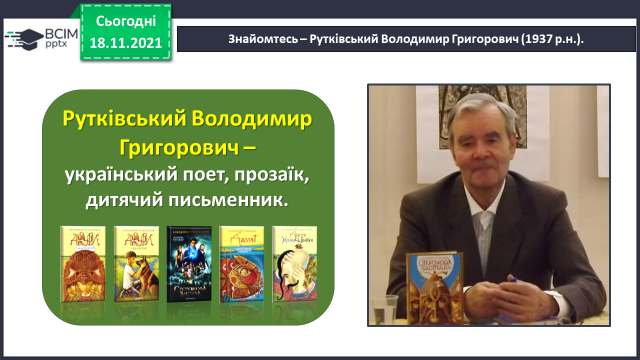 ВСІМ
pptx
Сьогодні
18.11.2021
Знайомтесь – Рутківський Володимир Григорович (1937 р.н.).
Рутківський Володимир
Григорович –
український поет, прозаїк,
дитячий письменник.